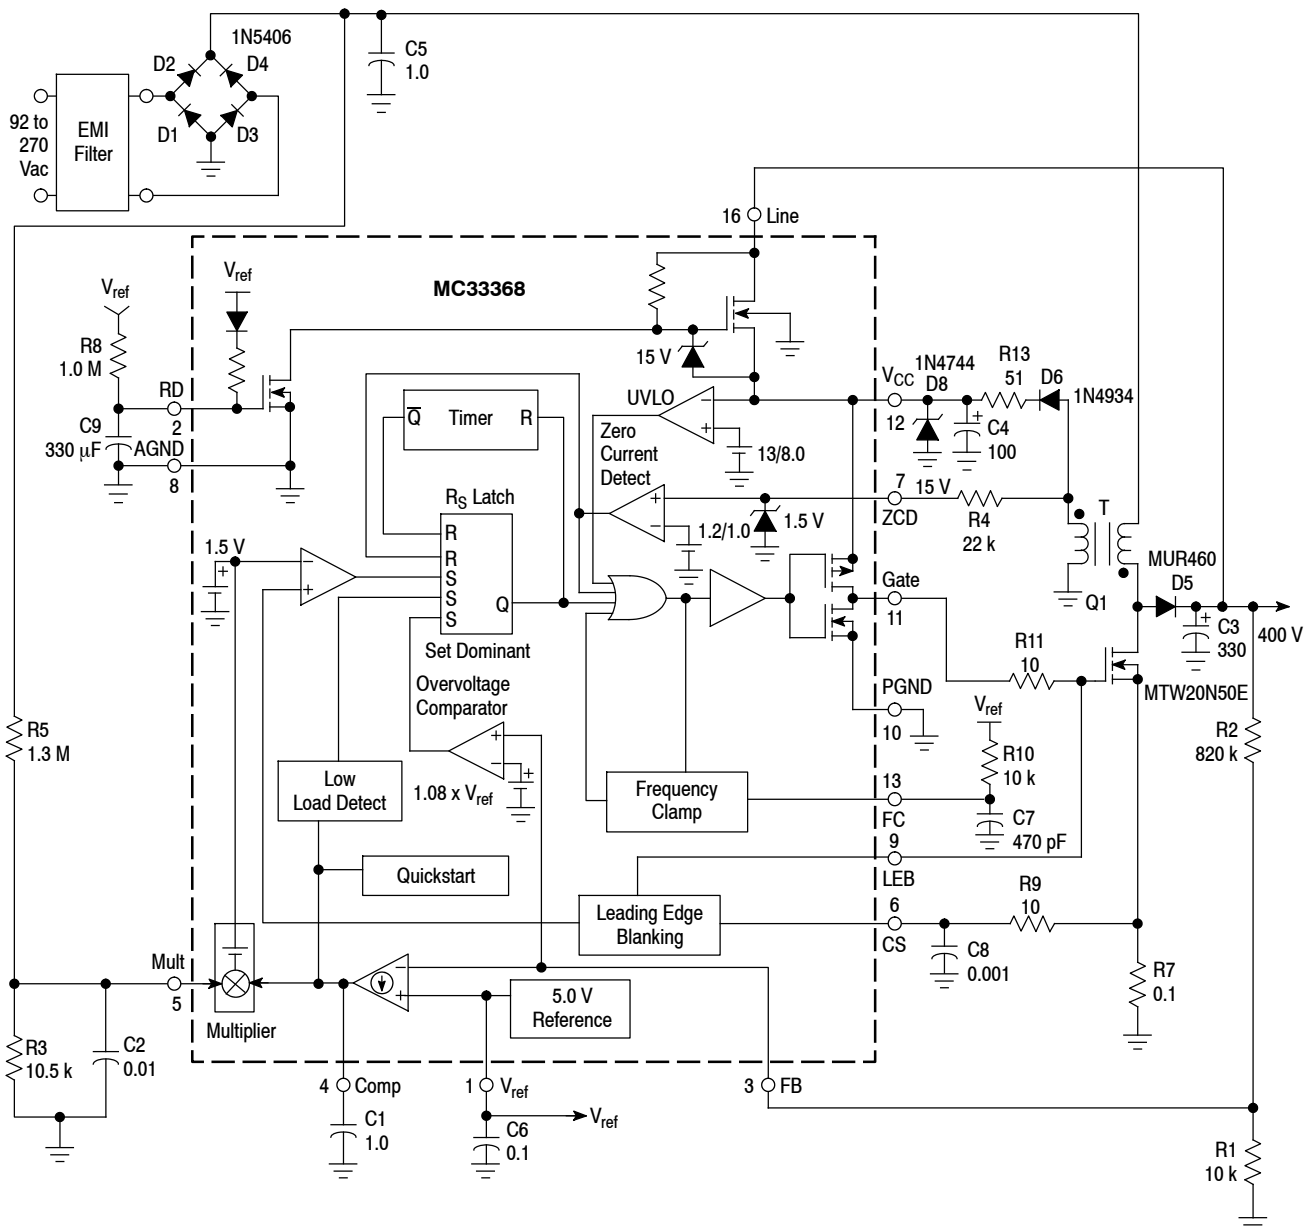 1N5406
D2
D4
D1
D3
C5
1.0
92 to
270
Vac
EMI
Filter
16
Line
MC33368
Vref
Vref
R8
1.0 M
RD
2
C9
330 µF
AGND
8
15 V
UVLO
VCC
12
1N4744
D8
R13
51
D6
1N4934
C4
100
+
Q̅
Timer
R
Zero
Current
Detect
−
+
13/8.0
7
ZCD
15 V
R4
22 k
T
RS Latch
R
R
S
S
S
Q
Set Dominant
+
−
1.2/1.0
1.5 V
1.5 V
+
−
+
Gate
11
Q1
MUR460
D5
+
C3
330
400 V
R11
10
MTW20N50E
PGND
10
Overvoltage
Comparator
+
−
+
1.08 x Vref
Low
Load Detect
Quickstart
Frequency
Clamp
Vref
R10
10 k
13
FC
C7
470 pF
9
LEB
R2
820 k
R5
1.3 M
Leading Edge
Blanking
6
CS
R9
10
C8
0.001
R7
0.1
Mult
5
Multiplier
−
+
5.0 V
Reference
R3
10.5 k
C2
0.01
4
Comp
1
Vref
3
FB
C1
1.0
C6
0.1
Vref
R1
10 k